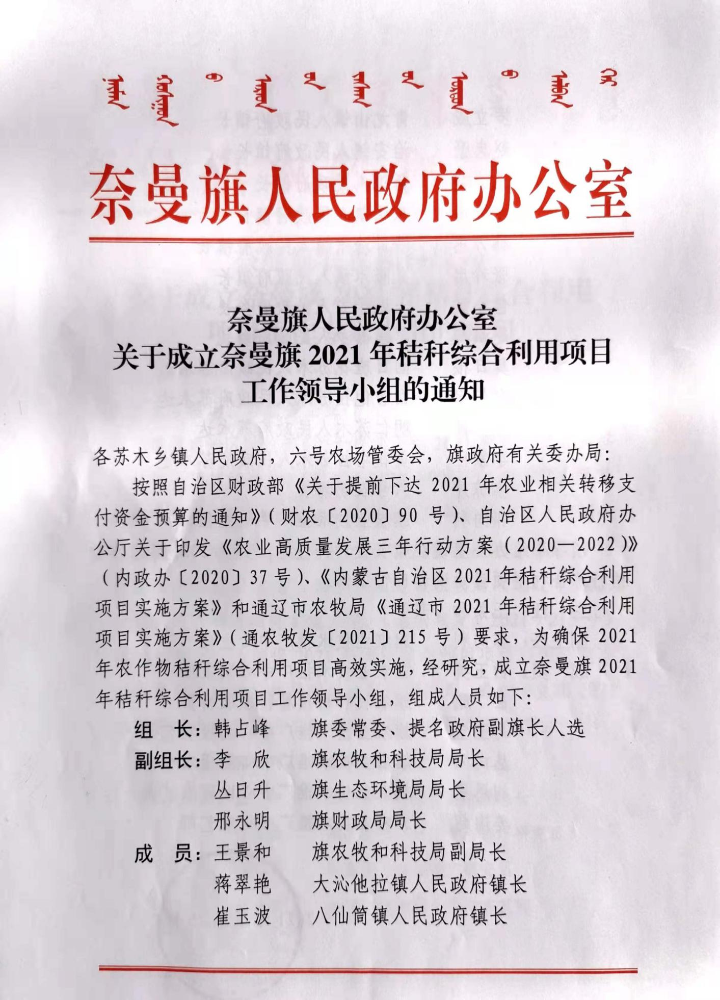 奈曼旗人民政府办公室
奈曼旗人民政府办公室
关于成立奈曼旗 2021 年秸秆综合利用项目
工作领导小组的通知
各苏木乡镇人民政府，六号农场管委会，旗政府有关委办局：
按照自治区财政部《关于提前下达 2021 年农业相关转移支
付资金预算的通知》（财农〔2020〕90 号）、自治区人民政府办
公厅关于印发《农业高质量发展三年行动方案（2020—2022）》
（内政办〔2020〕37 号）、《内蒙古自治区 2021 年秸秆综合利用
项目实施方案》和通辽市农牧局《通辽市 2021 年秸秆综合利用
项目实施方案》（通农牧发〔2021〕215 号）要求，为确保 2021
年农作物秸秆综合利用项目高效实施，经研究，成立奈曼旗 2021
年秸秆综合利用项目工作领导小组，组成人员如下：
组　长：韩占峰　　旗委常委、提名政府副旗长人选
副组长：李　欣　　旗农牧和科技局局长
丛日升　　旗生态环境局局长
邢永明　　旗财政局局长
成　员：王景和　　旗农牧和科技局副局长
蒋翠艳　　大沁他拉镇人民政府镇长
崔玉波　　八仙筒镇人民政府镇长